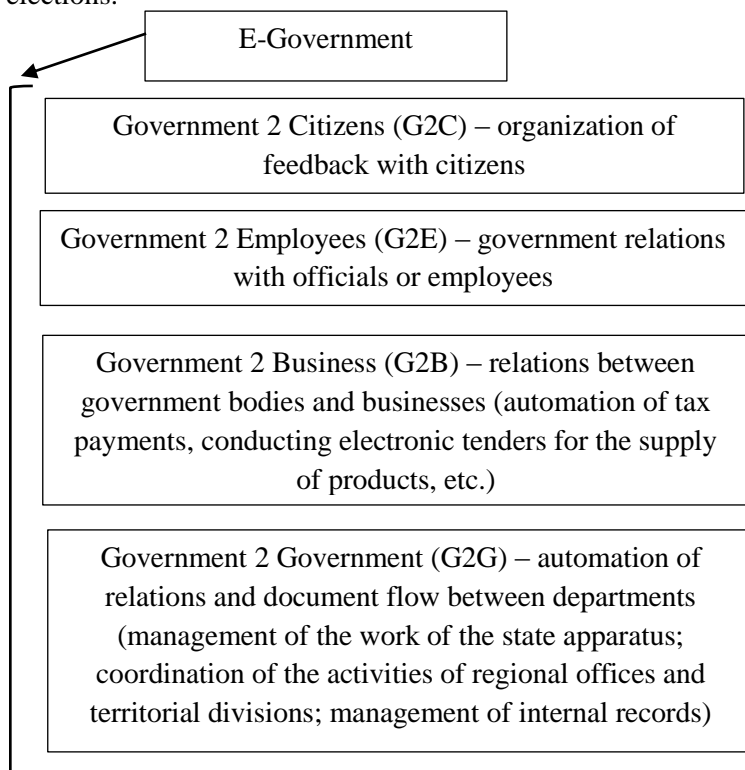 elections.
E-Government
Government 2 Citizens (G2C) – organization of
feedback with citizens
Government 2 Employees (G2E) – government relations
with officials or employees
Government 2 Business (G2B) – relations between
government bodies and businesses (automation of tax
payments, conducting electronic tenders for the supply
of products, etc.)
Government 2 Government (G2G) – automation of
relations and document flow between departments
(management of the work of the state apparatus;
coordination of the activities of regional offices and
territorial divisions; management of internal records)